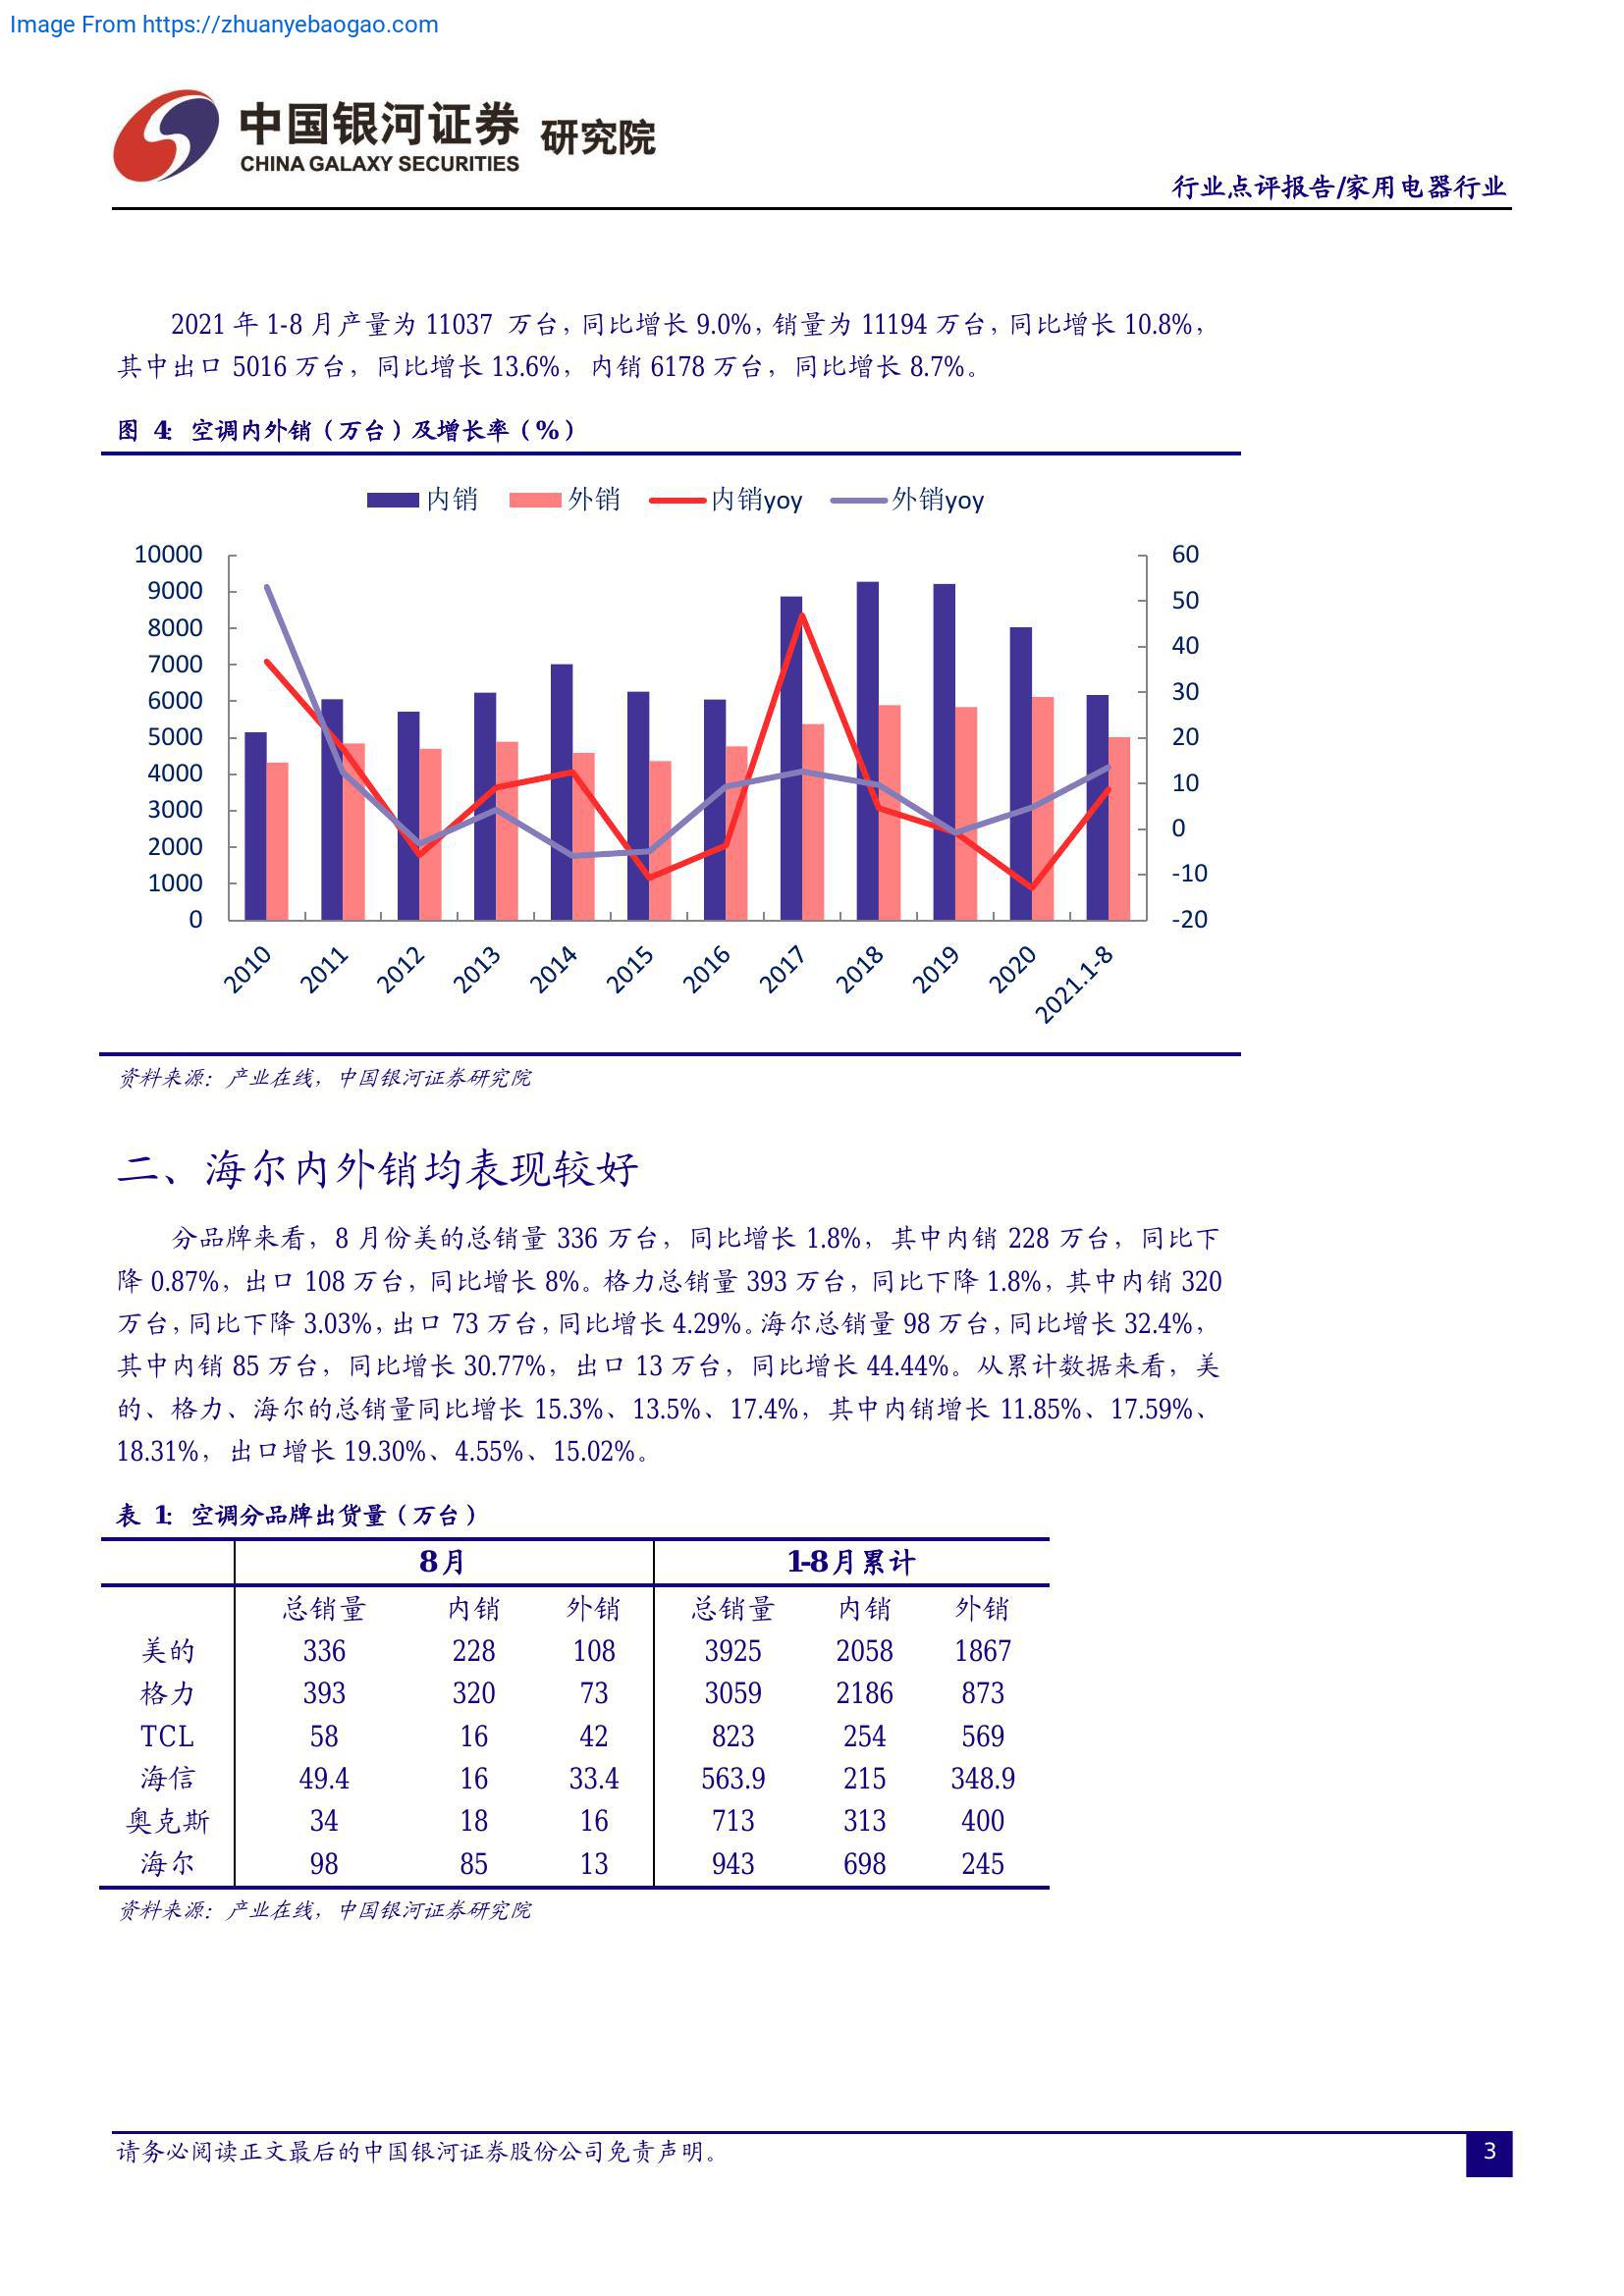 Image From https://zhuanyebaogao.com
中国银河证券 研究院
CHINA GALAXY SECURITIES
行业点评报告/家用电器行业
2021 年 1-8 月产量为 11037 万台，同比增长 9.0%，销量为 11194 万台，同比增长 10.8%，
其中出口 5016 万台，同比增长 13.6%，内销 6178 万台，同比增长 8.7%。
图 4：空调内外销（万台）及增长率（%）
内销 外销 内销yoy 外销yoy
10000 60
9000 50
8000 40
7000 30
6000 20
5000 10
4000 0
3000 -10
2000 -20
1000
0
2010 2011 2012 2013 2014 2015 2016 2017 2018 2019 2020 2021.1-8
资料来源：产业在线，中国银河证券研究院
二、海尔内外销均表现较好
分品牌来看，8 月份美的总销量 336 万台，同比增长 1.8%，其中内销 228 万台，同比下
降 0.87%，出口 108 万台，同比增长 8%。格力总销量 393 万台，同比下降 1.8%，其中内销 320
万台，同比下降 3.03%，出口 73 万台，同比增长 4.29%。海尔总销量 98 万台，同比增长 32.4%，
其中内销 85 万台，同比增长 30.77%，出口 13 万台，同比增长 44.44%。从累计数据来看，美
的、格力、海尔的总销量同比增长 15.3%、13.5%、17.4%，其中内销增长 11.85%、17.59%、
18.31%，出口增长 19.30%、4.55%、15.02%。
表 1：空调分品牌出货量（万台）
8月 1-8月累计
总销量 内销 外销 总销量 内销 外销
美的 336 228 108 3925 2058 1867
格力 393 320 73 3059 2186 873
TCL 58 16 42 823 254 569
海信 49.4 16 33.4 563.9 215 348.9
奥克斯 34 18 16 713 313 400
海尔 98 85 13 943 698 245
资料来源：产业在线，中国银河证券研究院
请务必阅读正文最后的中国银河证券股份公司免责声明。
3